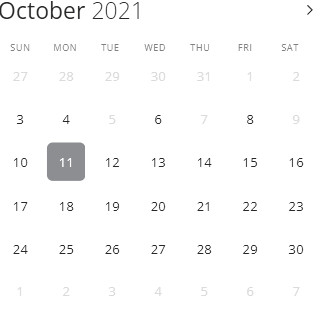 October 2021 >
SUN MON TUE WED THU FRI SAT
27 28 29 30 31 1 2
3 4 5 6 7 8 9
10 11 12 13 14 15 16
17 18 19 20 21 22 23
24 25 26 27 28 29 30
1 2 3 4 5 6 7